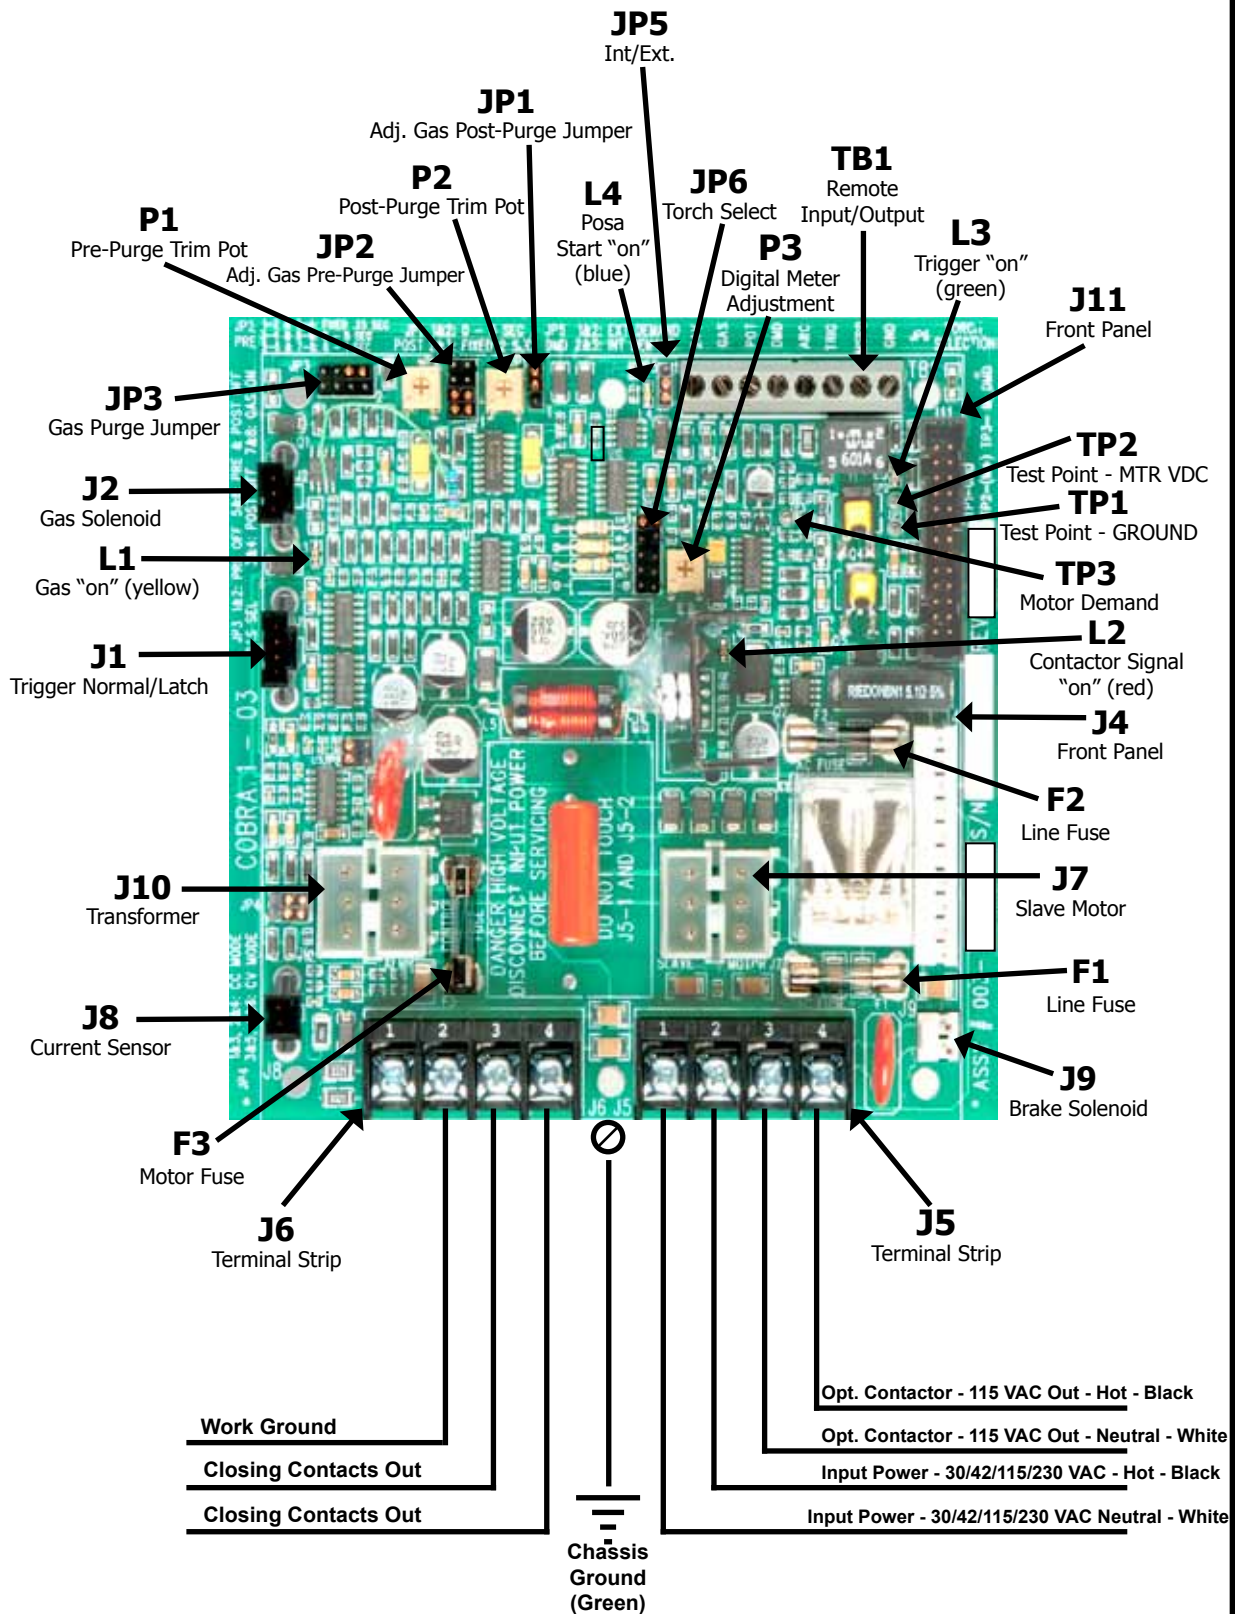 JP5
Int/Ext.
JP1
Adj. Gas Post-Purge Jumper
TB1
Remote
Input/Output
P2
Post-Purge Trim Pot
L4
Posa
Start “on”
(blue)
JP6
Torch Select
P1
Pre-Purge Trim Pot
JP2
Adj. Gas Pre-Purge Jumper
P3
Digital Meter
Adjustment
L3
Trigger “on”
(green)
J11
Front Panel
GAS
POT
GND
JP3
Gas Purge Jumper
601A
TP2
Test Point - MTR VDC
J2
Gas Solenoid
TP1
Test Point - GROUND
L1
Gas “on” (yellow)
TP3
Motor Demand
J1
Trigger Normal/Latch
L2
Contactor Signal
“on” (red)
J4
Front Panel
COBRA 1 - 03
DANGER HIGH VOLTAGE
DISCONNECT INPUT POWER
BEFORE SERVICING
DO NOT TOUCH
J5-1 AND J5-2
F2
Line Fuse
S/N
J10
Transformer
J7
Slave Motor
F1
Line Fuse
J8
Current Sensor
J9
J8
1 2 3 4
1 2 3 4
J6 J5
J9
Brake Solenoid
F3
Motor Fuse
J6
Terminal Strip
J5
Terminal Strip
Opt. Contactor - 115 VAC Out - Hot - Black
Work Ground
Opt. Contactor - 115 VAC Out - Neutral - White
Closing Contacts Out
Input Power - 30/42/115/230 VAC - Hot - Black
Closing Contacts Out
Input Power - 30/42/115/230 VAC Neutral - White
Chassis
Ground
(Green)